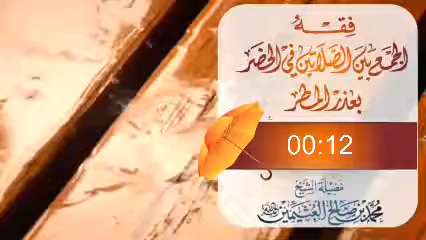 فقه
الجمع بين الصلاتين في الحضر
بعذر المطر
00:12
فضيلة الشيخ
محمد بن صالح العثيمين